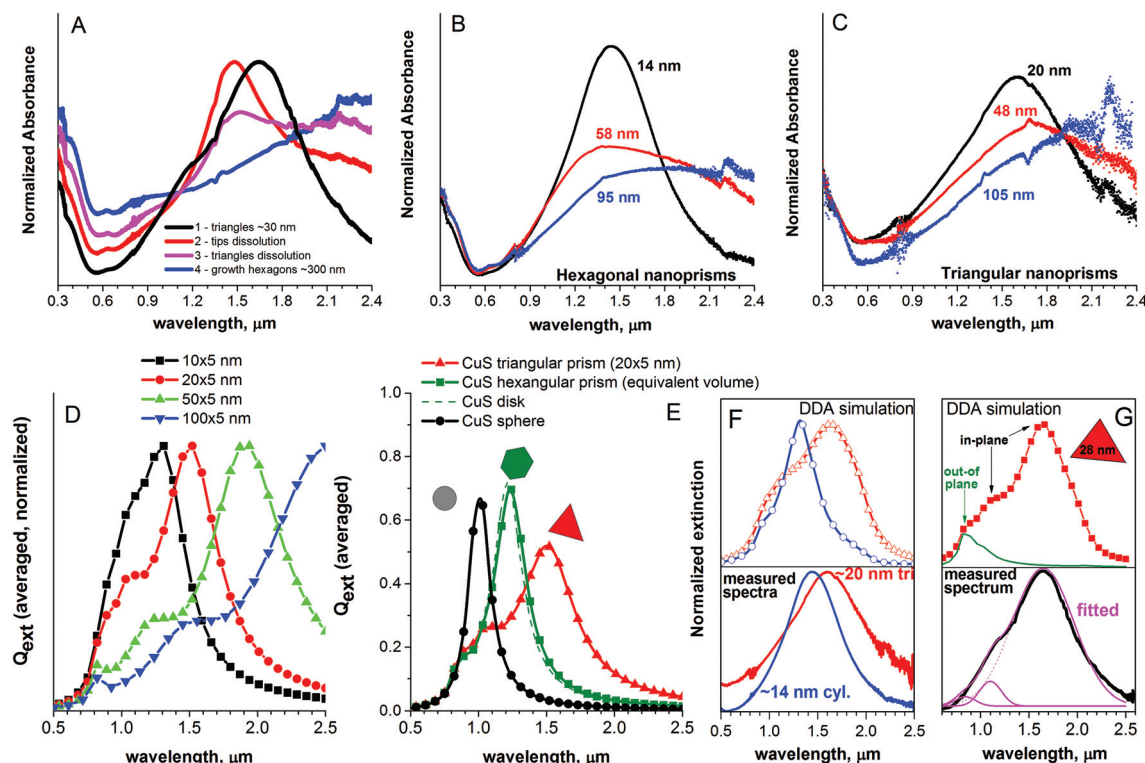 A
Normalized Absorbance
1 - triangles ~30 nm
2 - tips dissolution
3 - triangles dissolution
4 - growth hexagons ~300 nm
0.3 0.6 0.9 1.2 1.5 1.8 2.1 2.4
wavelength, μm
B
Normalized Absorbance
14 nm
58 nm
95 nm
Hexagonal nanoprisms
0.3 0.6 0.9 1.2 1.5 1.8 2.1 2.4
wavelength, μm
C
Normalized Absorbance
20 nm
48 nm
105 nm
Triangular nanoprisms
0.3 0.6 0.9 1.2 1.5 1.8 2.1 2.4
wavelength, μm
10x5 nm
20x5 nm
50x5 nm
100x5 nm
D
Qext (averaged, normalized)
0.5 1.0 1.5 2.0 2.5
wavelength, μm
CuS triangular prism (20x5 nm)
CuS hexangular prism (equivalent volume)
CuS disk
CuS sphere
E
Qext (averaged)
1.0
0.8
0.6
0.4
0.2
0.0
0.5 1.0 1.5 2.0 2.5
wavelength, μm
F
DDA simulation
Normalized extinction
measured
spectra
~20 nm tri
~14 nm cyl.
1.0 1.5 2.0 2.5
wavelength, μm
DDA simulation
G
in-plane
28 nm
out-of
plane
measured
spectrum
fitted
1.0 1.5 2.0 2.5
wavelength, μm